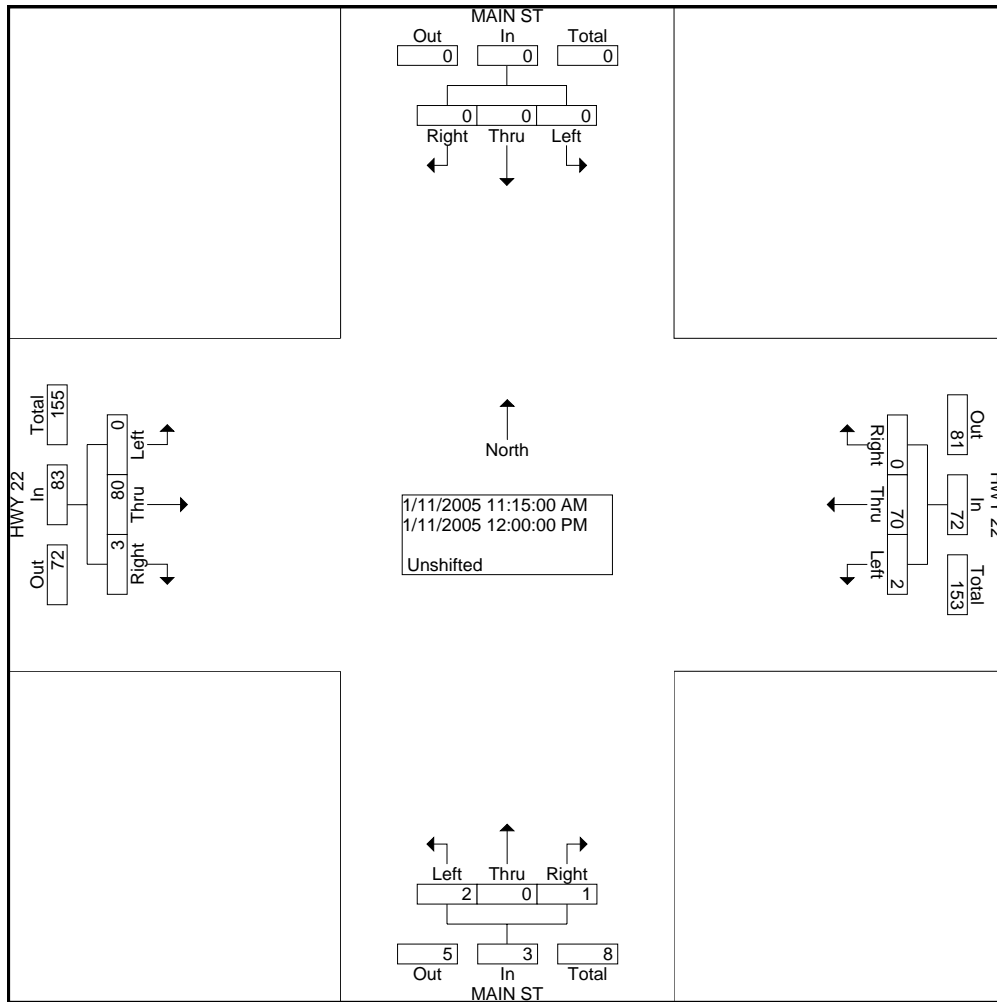 MAIN ST
Out In Total
0 0 0
0 0 0
Right Thru Left
North
1/11/2005 11:15:00 AM
1/11/2005 12:00:00 PM
Unshifted
HWY 22
Total In Out
155 83 72
0 80 3
Left Thru Right
HWY 22
Out In Total
81 72 153
0 70 2
Right Thru Left
Left Thru Right
2 0 1
5 3 8
Out In Total
MAIN ST